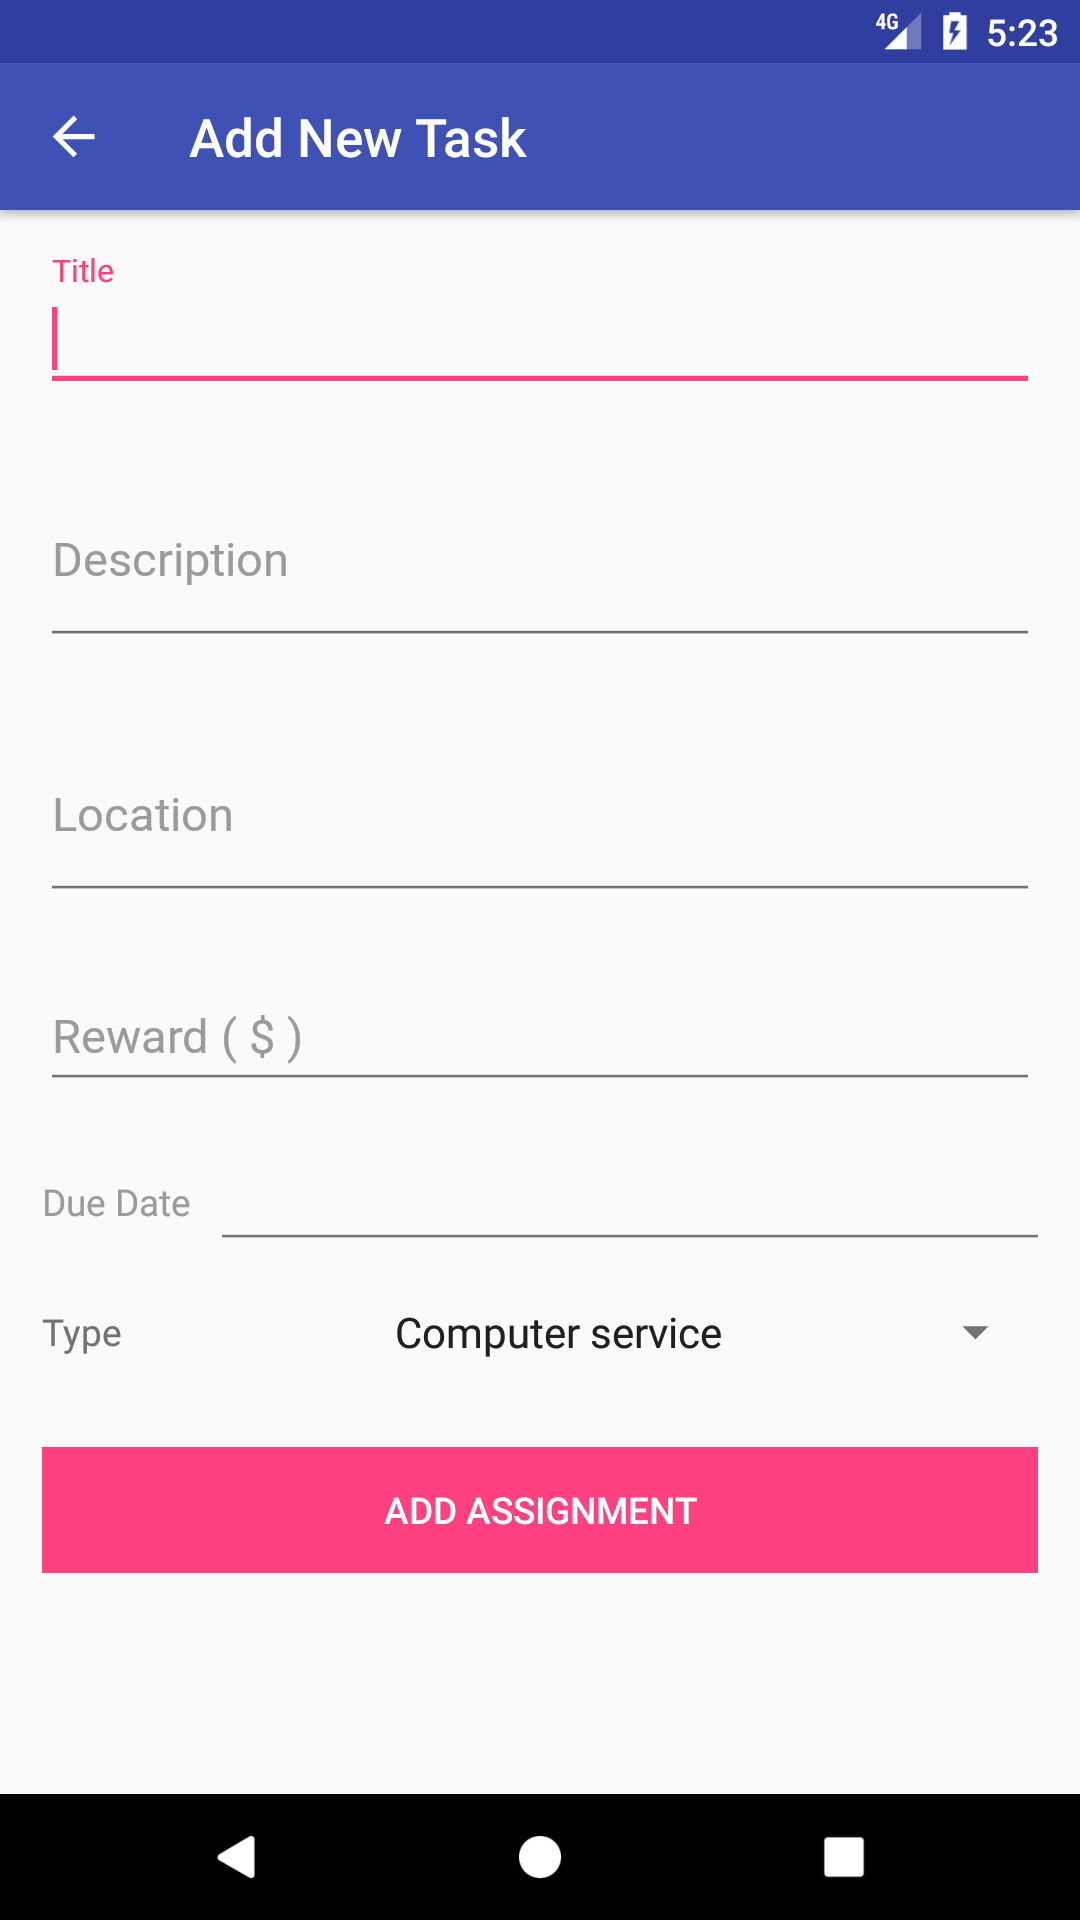 4G 5:23
Add New Task
Title
Description
Location
Reward ( $ )
Due Date
Type Computer service
ADD ASSIGNMENT